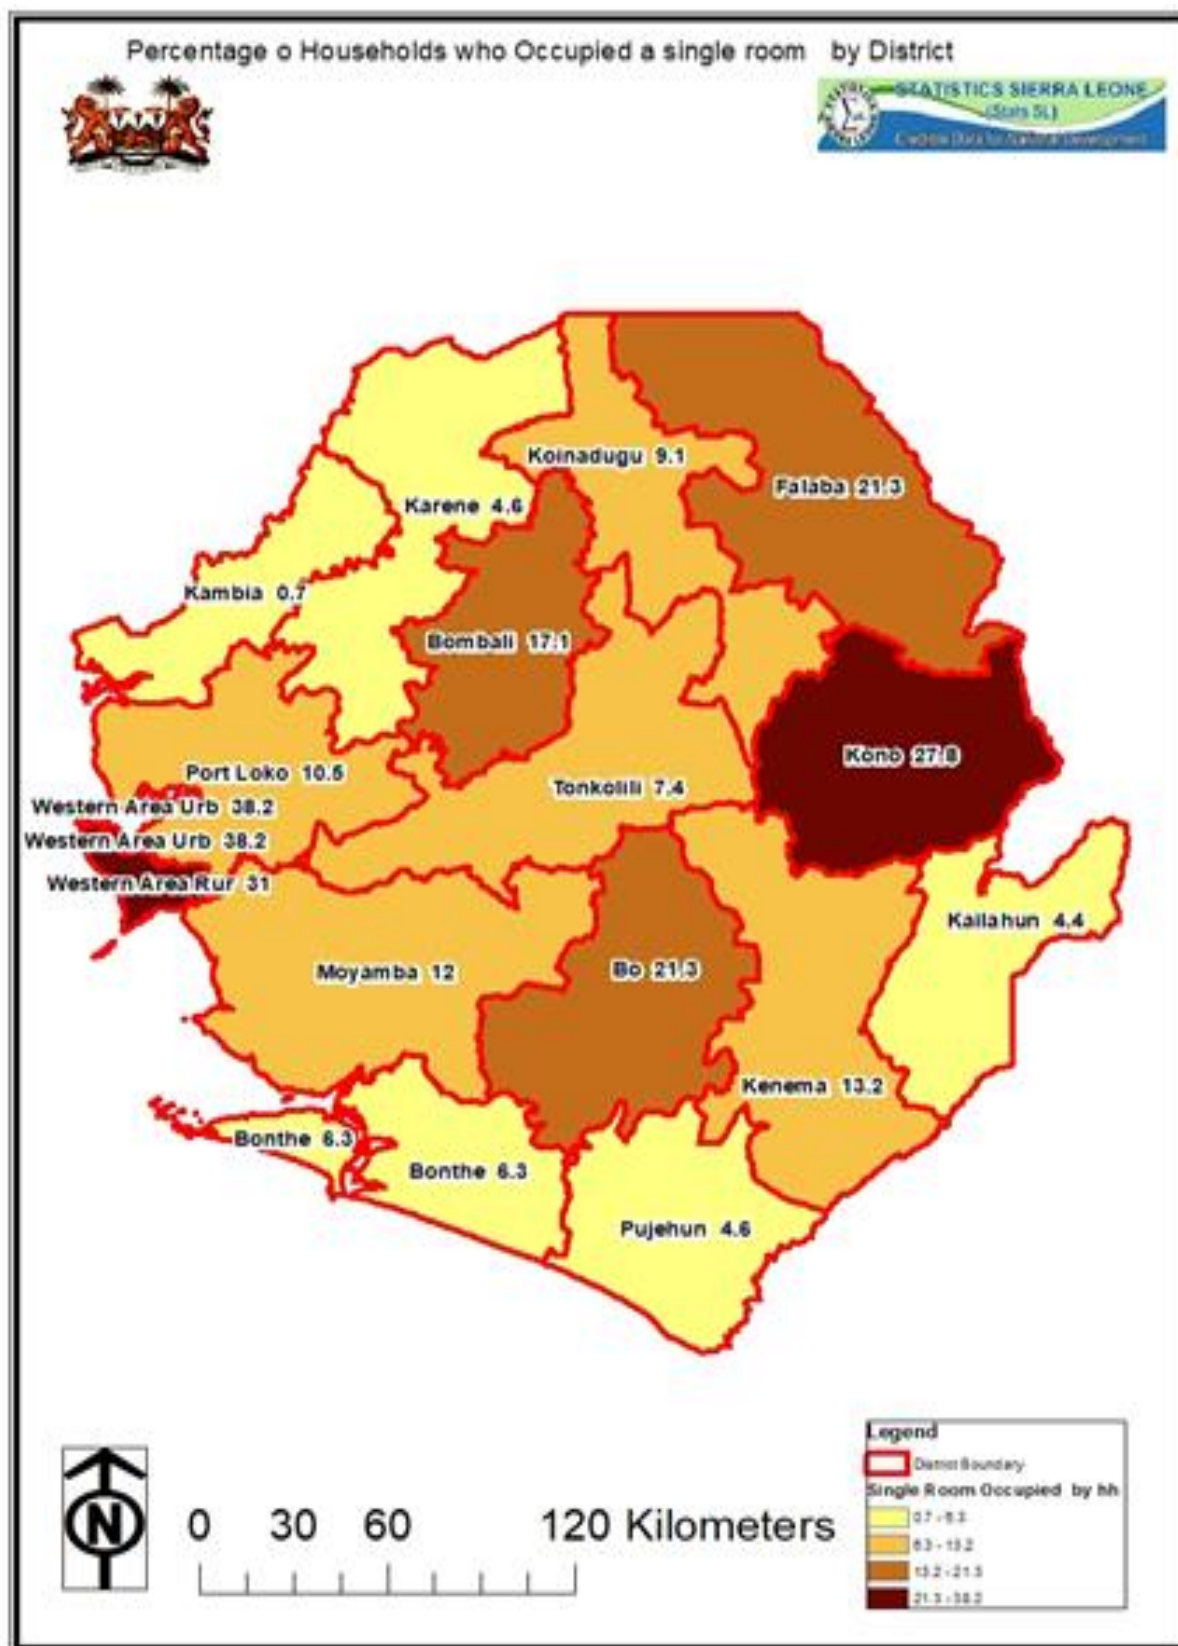 Percentage o Households who Occupied a single room by District
STATISTICS SIERRA LEONE
(Stats SL)
Credible Data for National Development
Koinadugu 9.1
Falaba 21.3
Karene 4.6
Kambia 0.7
Bombali 17.1
Kono 27.8
Port Loko 10.5
Tonkolili 7.4
Western Area Urb 38.2
Western Area Urb 38.2
Western Area Rur 31
Kailahun 4.4
Moyamba 12
Bo 21.3
Kenema 13.2
Bonthe 6.3
Bonthe 6.3
Pujehun 4.6
Legend
District Boundary
Single Room Occupied by hh
0.7 - 6.3
6.3 - 13.2
13.2 - 21.3
21.3 - 38.2
N
0 30 60 120 Kilometers